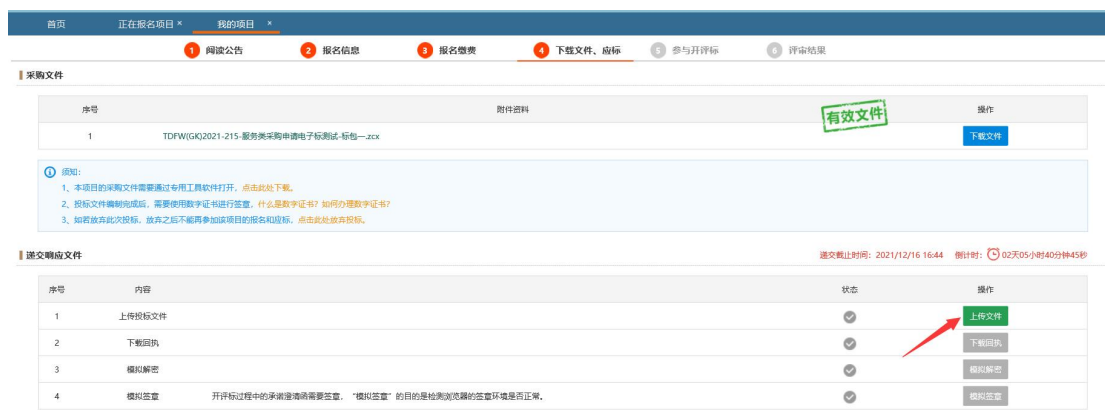 首页 正在报名项目 × 我的项目 ×
1 阅读公告 2 报名信息 3 报名缴费 4 下载文件、应标 5 参与开评标 6 评审结果
采购文件
序号 附件资料 操作
有效文件
1 TDFW(GK)2021-215-服务类采购申请电子标测试-标包一.zcx 下载文件
须知：
1、本项目的采购文件需要通过专用工具软件打开，点击此处下载。
2、投标文件编制完成后，需要使用数字证书进行签章，什么是数字证书？如何办理数字证书？
3、如若放弃此次投标，放弃之后不能再参加该项目的报名和应标，点击此处放弃投标。
递交响应文件 递交截止时间：2021/12/16 16:44 倒计时： 02天05小时40分钟45秒
序号 内容 状态 操作
1 上传投标文件 上传文件
2 下载回执 下载回执
3 模拟解密 模拟解密
4 模拟签章 开评标过程中的承诺澄清函需要签章，“模拟签章”的目的是检测浏览器的签章环境是否正常。 模拟签章